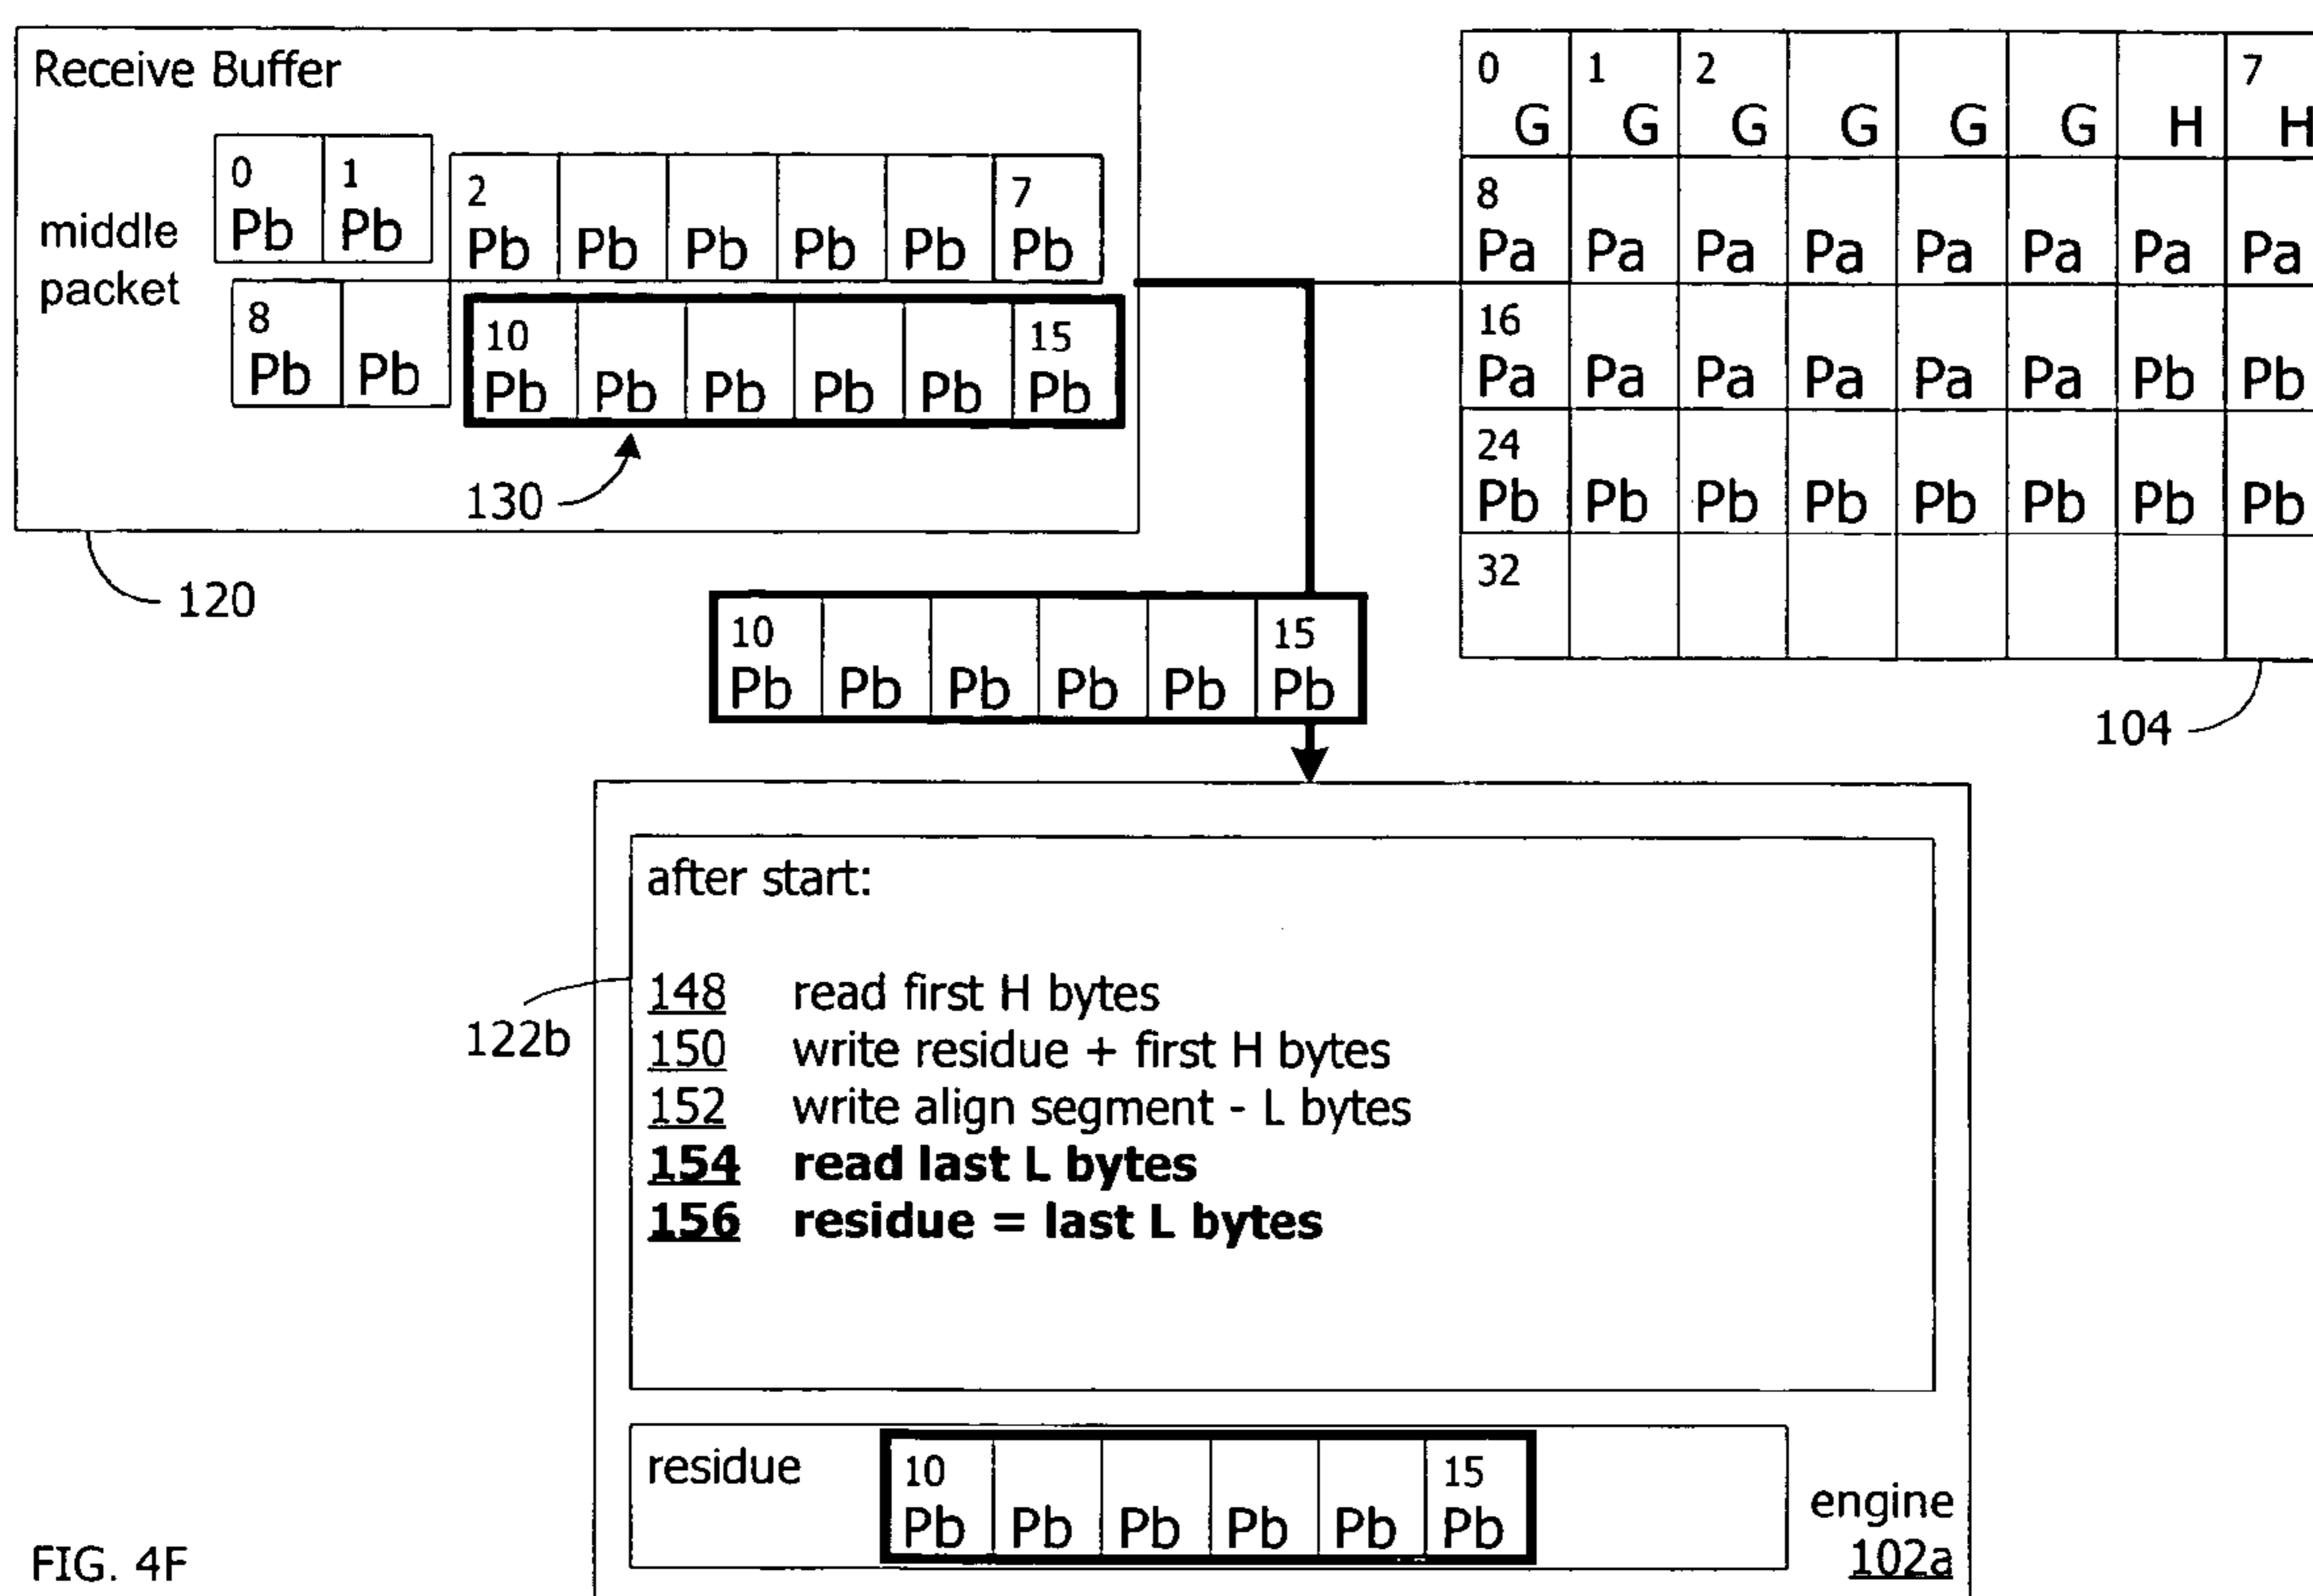 Receive Buffer
middle
packet
0 1
Pb Pb
2 7
Pb Pb Pb Pb Pb Pb
8
Pb Pb
10 15
Pb Pb Pb Pb Pb Pb
130
120
0 1 2 7
G G G G G G H H
8
Pa Pa Pa Pa Pa Pa Pa Pa
16
Pa Pa Pa Pa Pa Pa Pb Pb
24
Pb Pb Pb Pb Pb Pb Pb Pb
32
104
10 15
Pb Pb Pb Pb Pb Pb
after start:
148 read first H bytes
150 write residue + first H bytes
152 write align segment - L bytes
154 read last L bytes
156 residue = last L bytes
122b
residue
10 15
Pb Pb Pb Pb Pb Pb
engine
102a
FIG. 4F